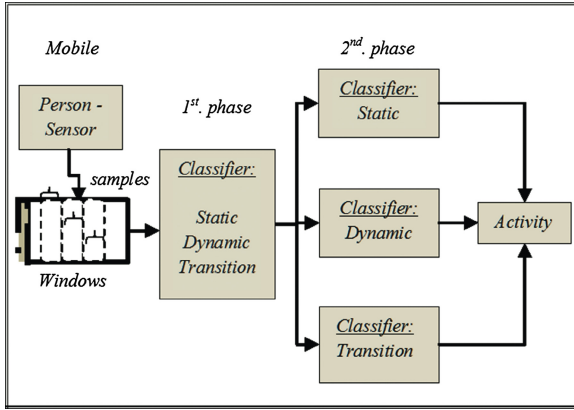 Mobile
Person -
Sensor
samples
Windows
1st. phase
Classifier:
Static
Dynamic
Transition
2nd. phase
Classifier:
Static
Classifier:
Dynamic
Classifier:
Transition
Activity